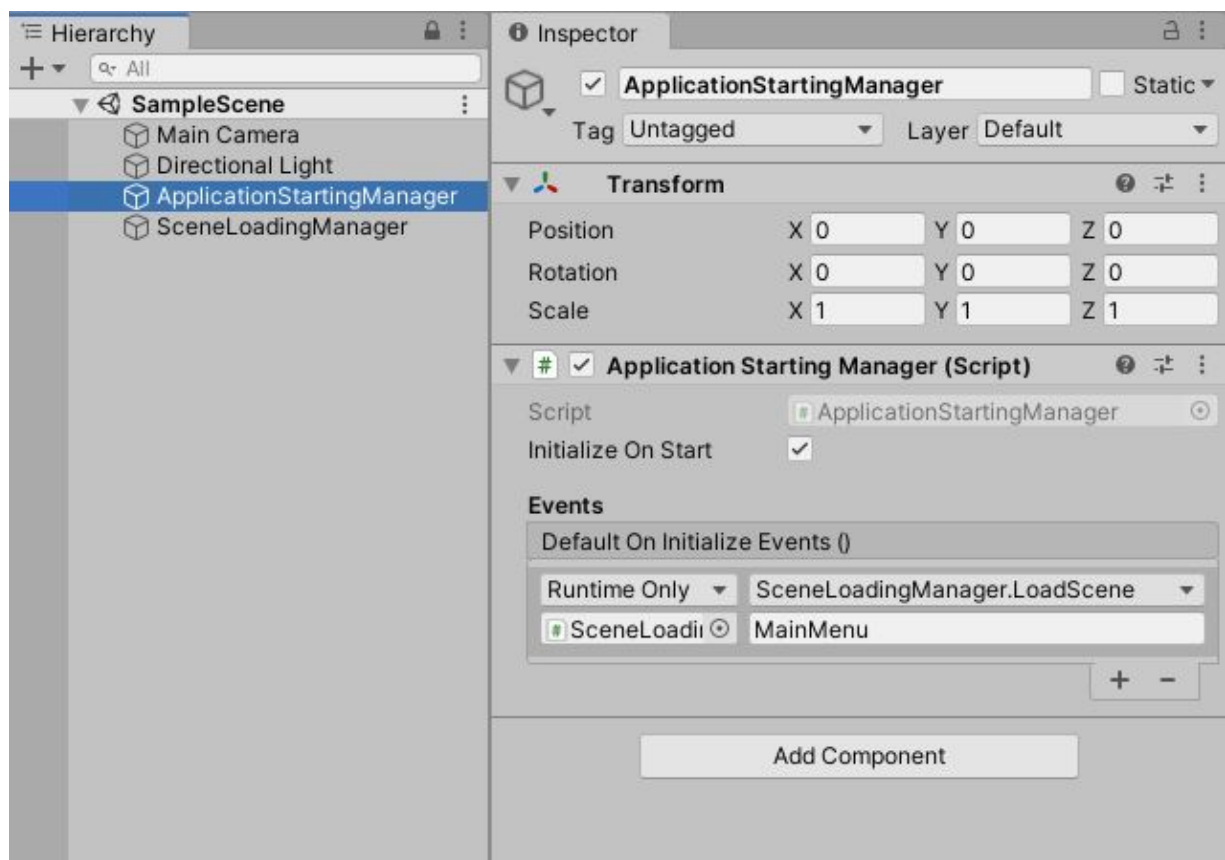 Hierarchy
All
SampleScene
Main Camera
Directional Light
ApplicationStartingManager
SceneLoadingManager
Inspector
ApplicationStartingManager
Static
Tag Untagged Layer Default
Transform
Position X 0 Y 0 Z 0
Rotation X 0 Y 0 Z 0
Scale X 1 Y 1 Z 1
# Application Starting Manager (Script)
Script # ApplicationStartingManager
Initialize On Start
Events
Default On Initialize Events ()
Runtime Only SceneLoadingManager.LoadScene
# SceneLoadi MainMenu
+ −
Add Component